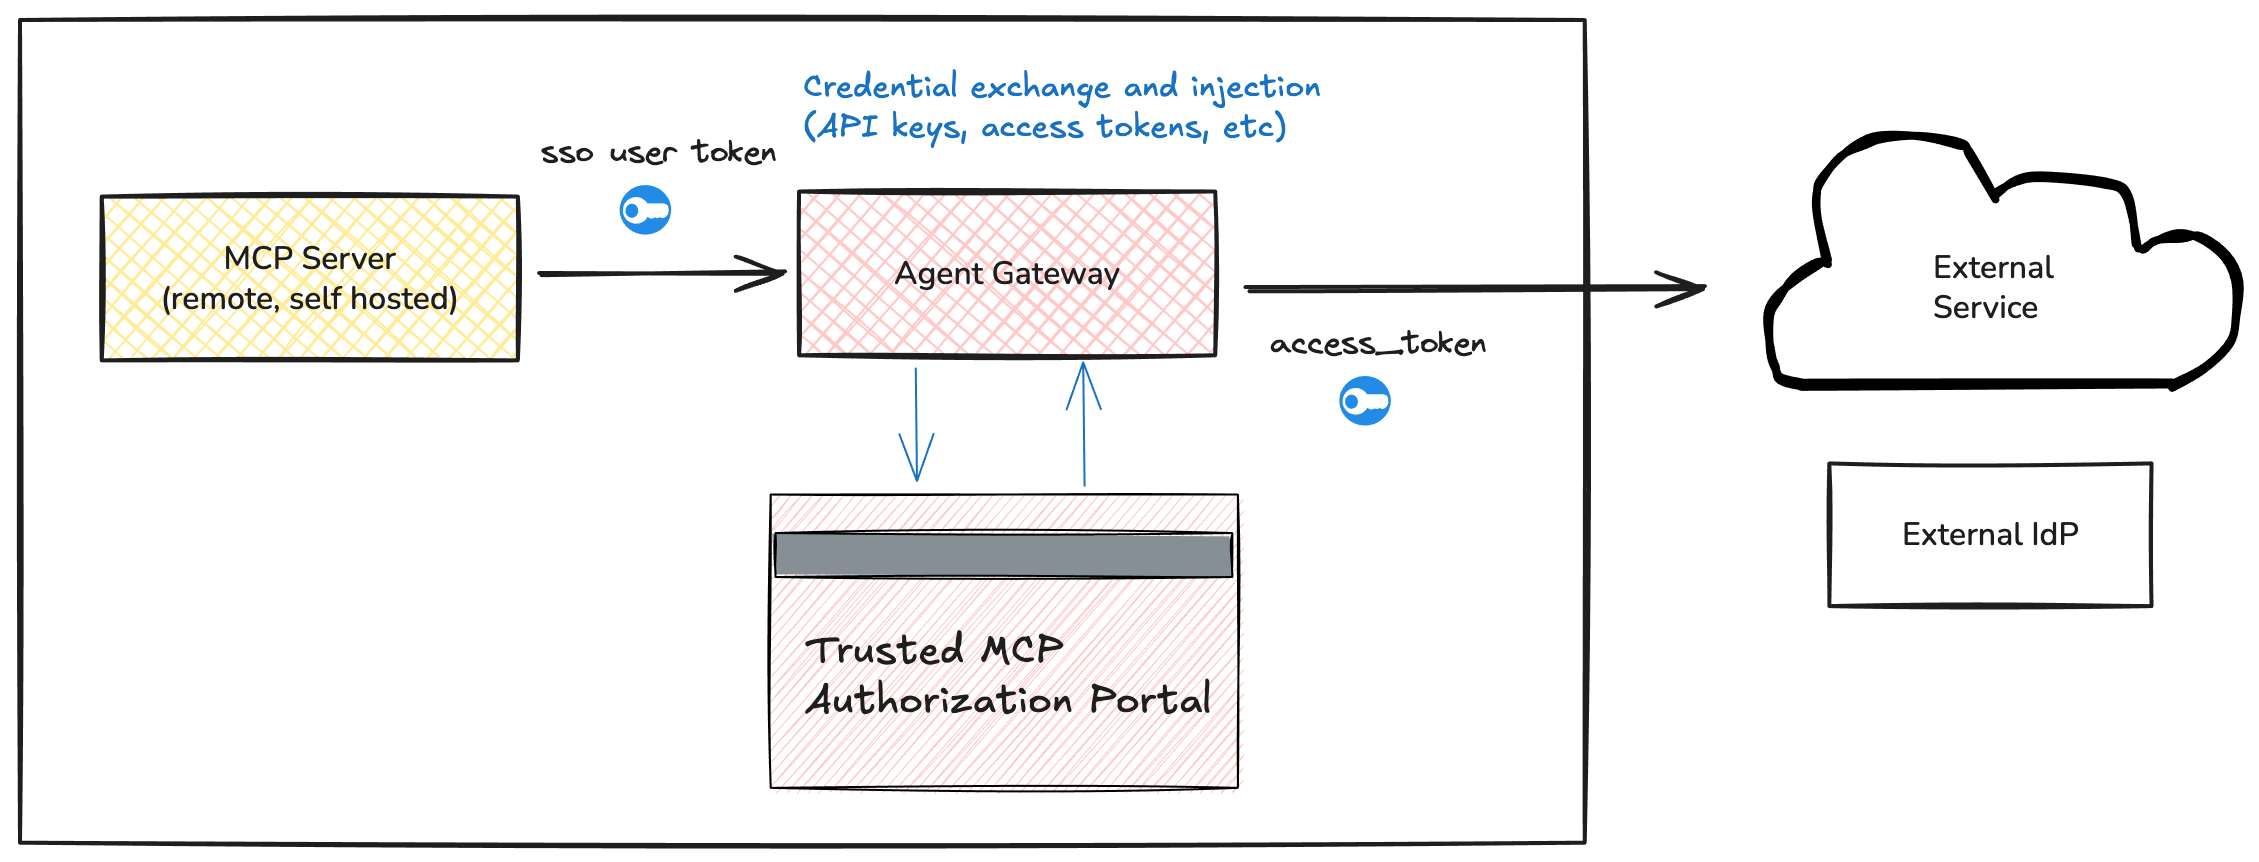 Credential exchange and injection
(API keys, access tokens, etc)
sso user token
MCP Server
(remote, self hosted)
Agent Gateway
External
Service
access_token
External IdP
Trusted MCP
Authorization Portal